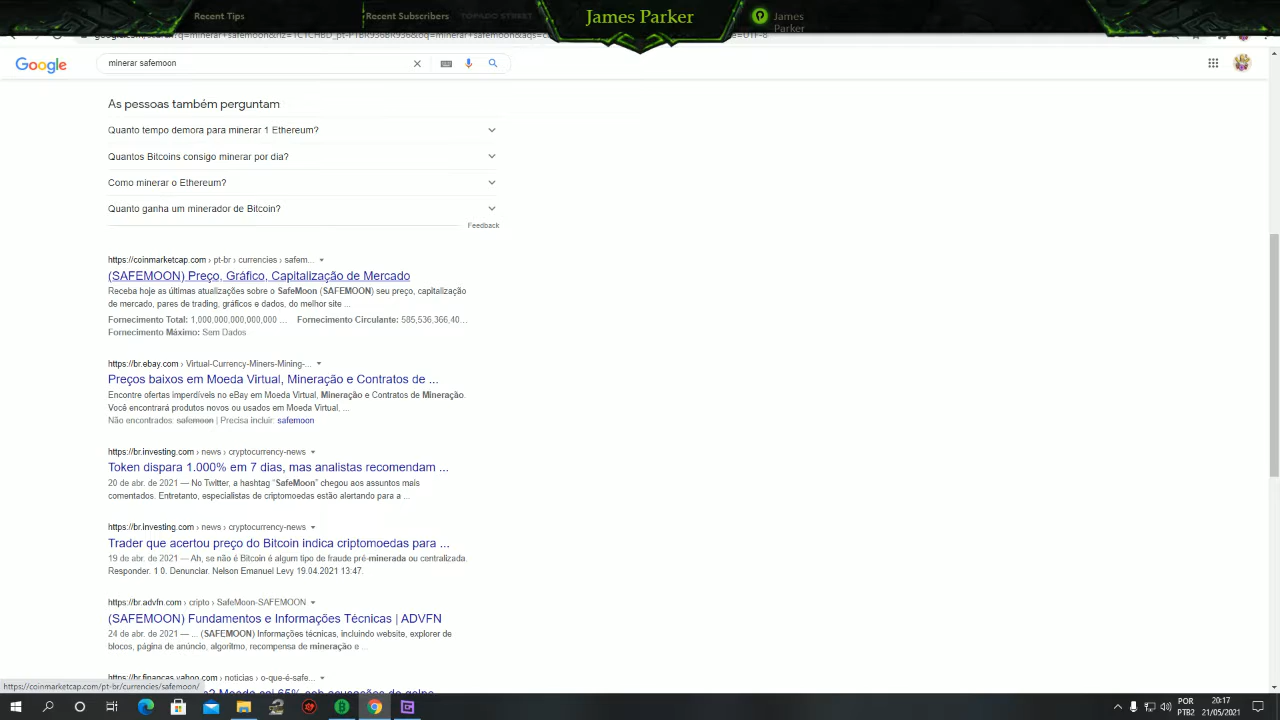 Recent Tips
Recent Subscribers
TORNADO STREET
James Parker
James
Parker
Google
minerar safemoon
As pessoas também perguntam
Quanto tempo demora para minerar 1 Ethereum?
Quantos Bitcoins consigo minerar por dia?
Como minerar o Ethereum?
Quanto ganha um minerador de Bitcoin?
Feedback
https://coinmarketcap.com › pt-br › currencies › safem...
(SAFEMOON) Preço, Gráfico, Capitalização de Mercado
Receba hoje as últimas atualizações sobre o SafeMoon (SAFEMOON) seu preço, capitalização
de mercado, pares de trading, gráficos e dados, do melhor site ...
Fornecimento Total: 1,000,000,000,000,000 ... Fornecimento Circulante: 585,536,366,40...
Fornecimento Máximo: Sem Dados
https://br.ebay.com › Virtual-Currency-Miners-Mining-...
Preços baixos em Moeda Virtual, Mineração e Contratos de ...
Encontre ofertas imperdíveis no eBay em Moeda Virtual, Mineração e Contratos de Mineração.
Você encontrará produtos novos ou usados em Moeda Virtual, ...
Não encontrados: safemoon | Precisa incluir: safemoon
https://br.investing.com › news › cryptocurrency-news
Token dispara 1.000% em 7 dias, mas analistas recomendam ...
20 de abr. de 2021 — No Twitter, a hashtag "SafeMoon" chegou aos assuntos mais
comentados. Entretanto, especialistas de criptomoedas estão alertando para a ...
https://br.investing.com › news › cryptocurrency-news
Trader que acertou preço do Bitcoin indica criptomoedas para ...
19 de abr. de 2021 — Ah, se não é Bitcoin é algum tipo de fraude pré-minerada ou centralizada.
Responder. 1 0. Denunciar. Nelson Emanuel Levy 19.04.2021 13:47.
https://br.advfn.com › cripto › SafeMoon-SAFEMOON
(SAFEMOON) Fundamentos e Informações Técnicas | ADVFN
24 de abr. de 2021 — ... (SAFEMOON) Informações técnicas, incluindo website, explorer de
blocos, página de anúncio, algoritmo, recompensa de mineração e ...
https://br.financas.yahoo.com › noticias › o-que-é-safe...
https://coinmarketcap.com/pt-br/currencies/safemoon/
POR
PTB2
20:17
21/05/2021